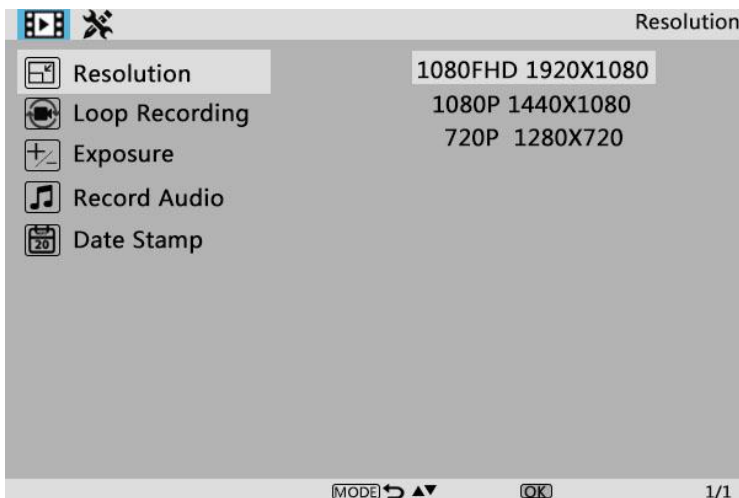 Resolution
Resolution
1080FHD 1920X1080
Loop Recording
1080P 1440X1080
720P 1280X720
Exposure
Record Audio
20
Date Stamp
MODE
OK
1/1